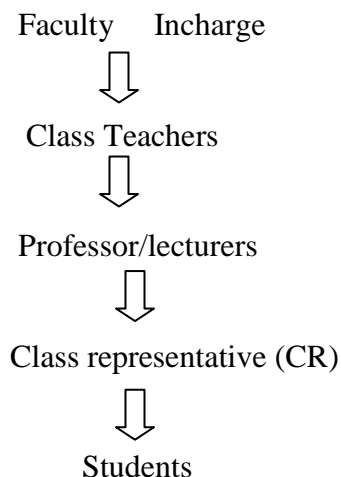 Faculty Incharge
Class Teachers
Professor/lecturers
Class representative (CR)
Students